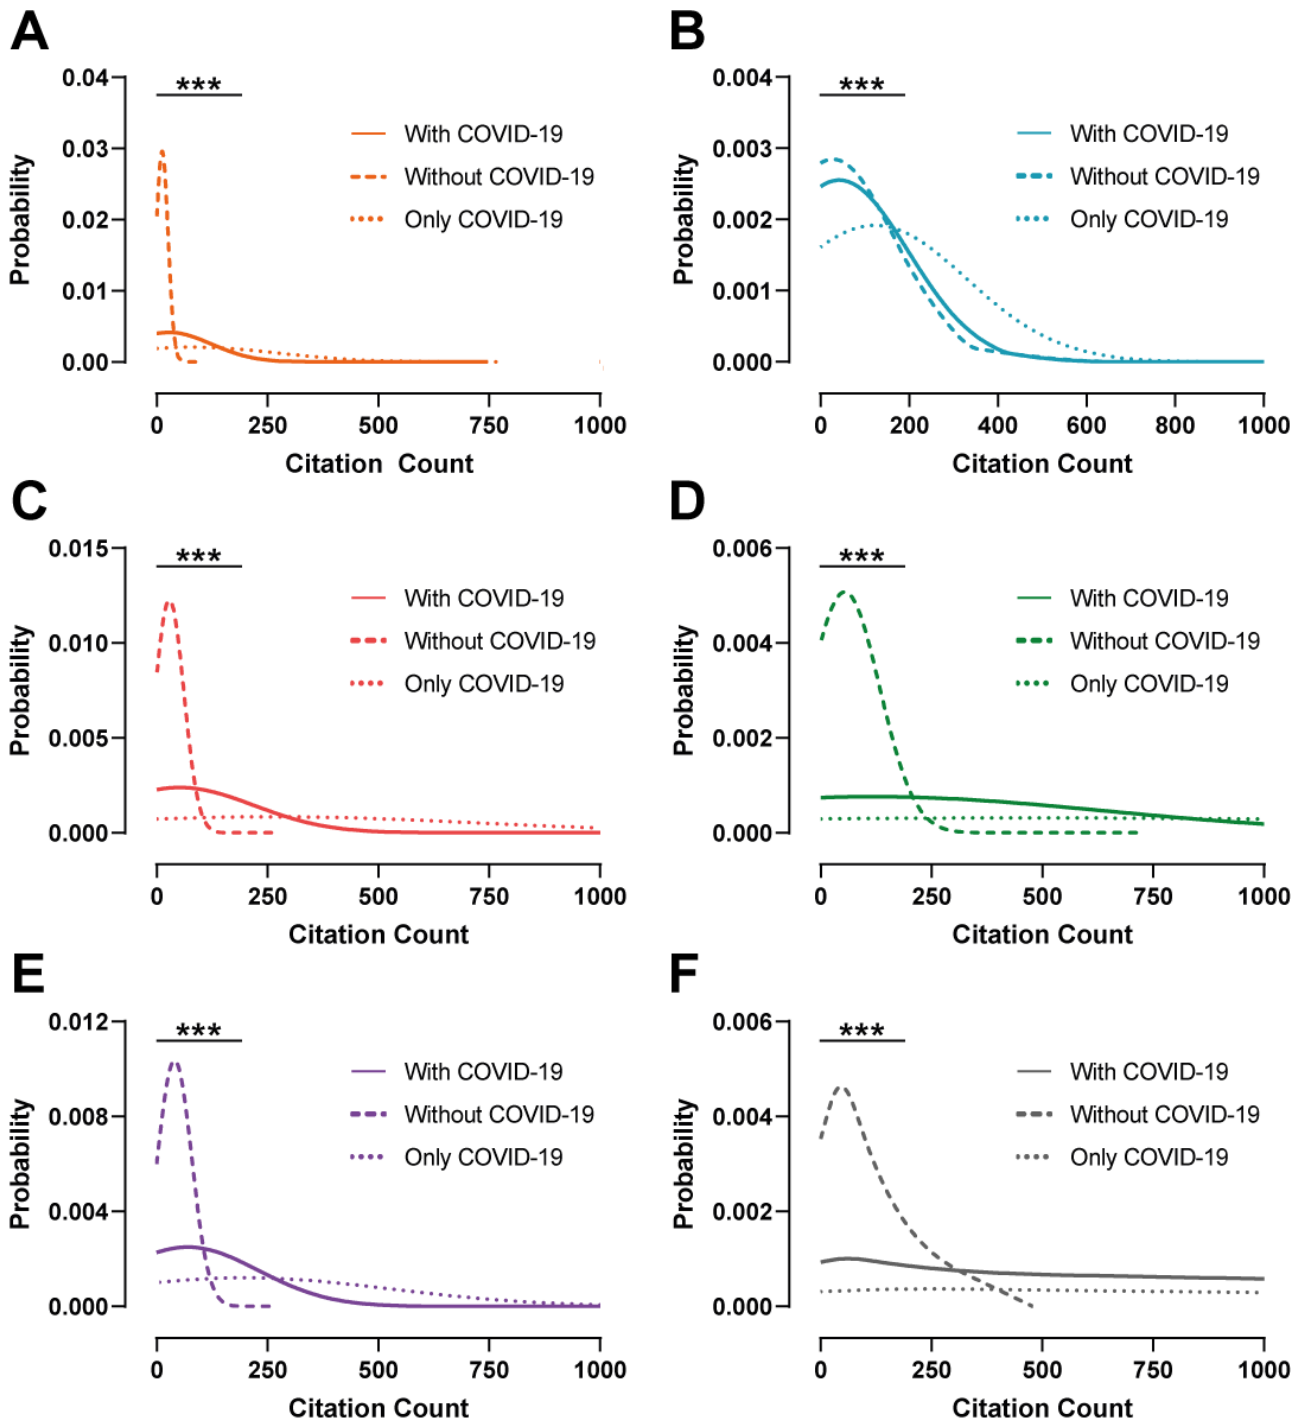 A
***
0.04
0.03
0.02
0.01
0.00
Probability
With COVID-19
Without COVID-19
Only COVID-19
0 250 500 750 1000
Citation Count
B
***
0.004
0.003
0.002
0.001
0.000
Probability
With COVID-19
Without COVID-19
Only COVID-19
0 200 400 600 800 1000
Citation Count
C
***
0.015
0.010
0.005
0.000
Probability
With COVID-19
Without COVID-19
Only COVID-19
0 250 500 750 1000
Citation Count
D
***
0.006
0.004
0.002
0.000
Probability
With COVID-19
Without COVID-19
Only COVID-19
0 250 500 750 1000
Citation Count
E
***
0.012
0.008
0.004
0.000
Probability
With COVID-19
Without COVID-19
Only COVID-19
0 250 500 750 1000
Citation Count
F
***
0.006
0.004
0.002
0.000
Probability
With COVID-19
Without COVID-19
Only COVID-19
0 250 500 750 1000
Citation Count